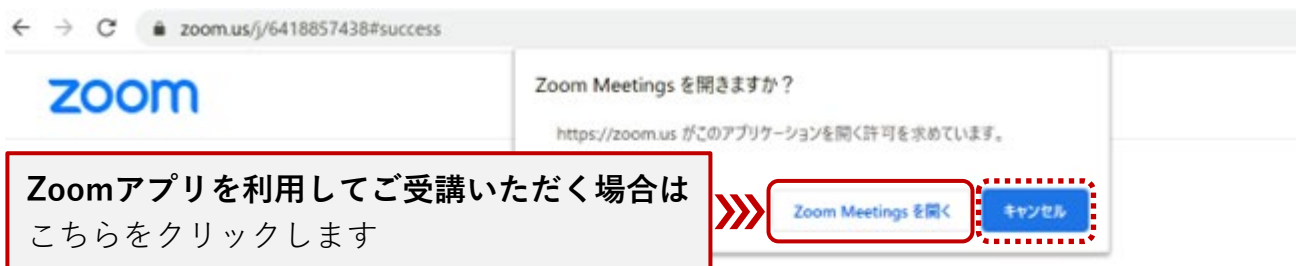 zoom.us/j/6418857438#success
zoom
Zoom Meetings を開きますか？
https://zoom.us がこのアプリケーションを開く許可を求めています。
Zoomアプリを利用してご受講いただく場合は
こちらをクリックします
Zoom Meetings を開く
キャンセル